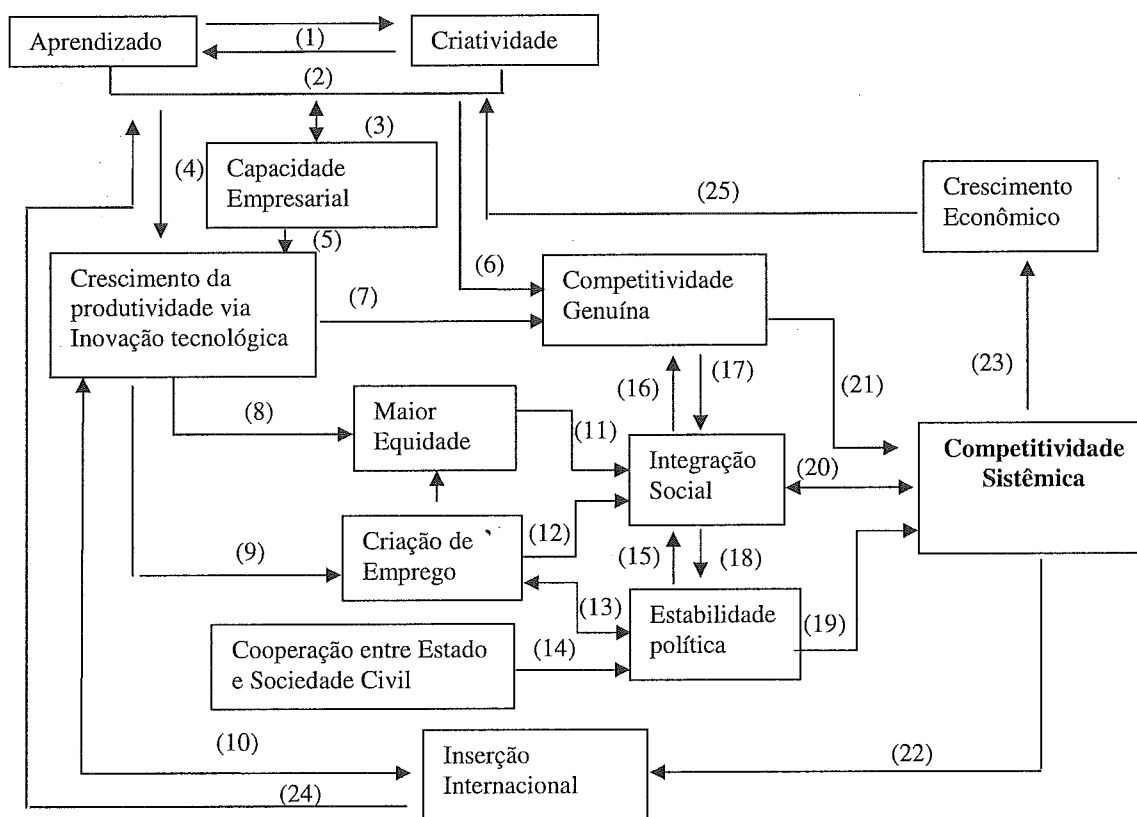 Aprendizado
(1)
Criatividade
(2)
(3)
(4)
Capacidade
Empresarial
(5)
(25)
Crescimento
Econômico
Crescimento da
produtividade via
Inovação tecnológica
(7)
(6)
Competitividade
Genuína
(23)
(16)
(17)
(21)
(8)
Maior
Equidade
(11)
Integração
Social
(20)
Competitividade
Sistêmica
(9)
Criação de
Emprego
(12)
(15)
(18)
(13)
Estabilidade
política
(19)
Cooperação entre Estado
e Sociedade Civil
(14)
(10)
Inserção
Internacional
(22)
(24)